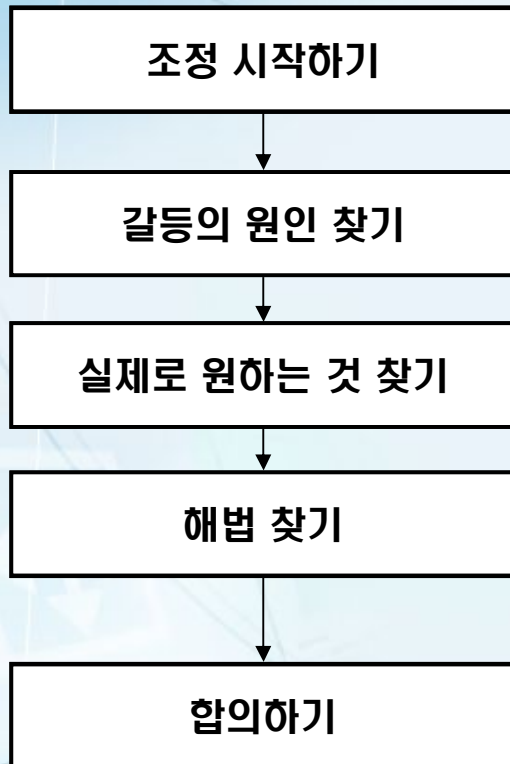 조정 시작하기
갈등의 원인 찾기
실제로 원하는 것 찾기
해법 찾기
합의하기